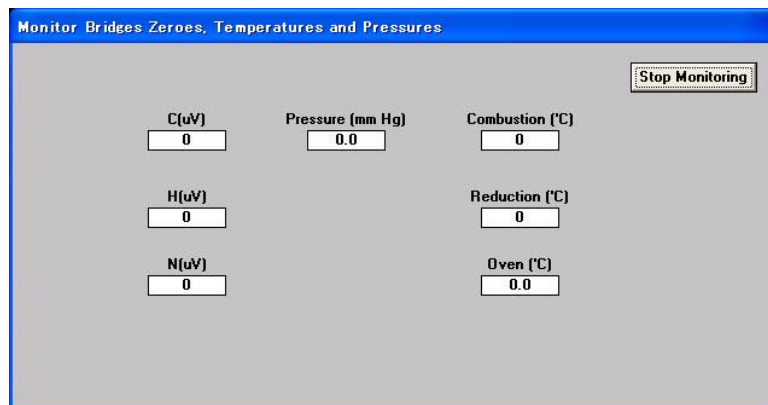 Monitor Bridges Zeroes, Temperatures and Pressures
Stop Monitoring
C(uV) Pressure (mm Hg) Combustion ('C)
0 0.0 0
H(uV) Reduction ('C)
0 0
N(uV) Oven ('C)
0 0.0